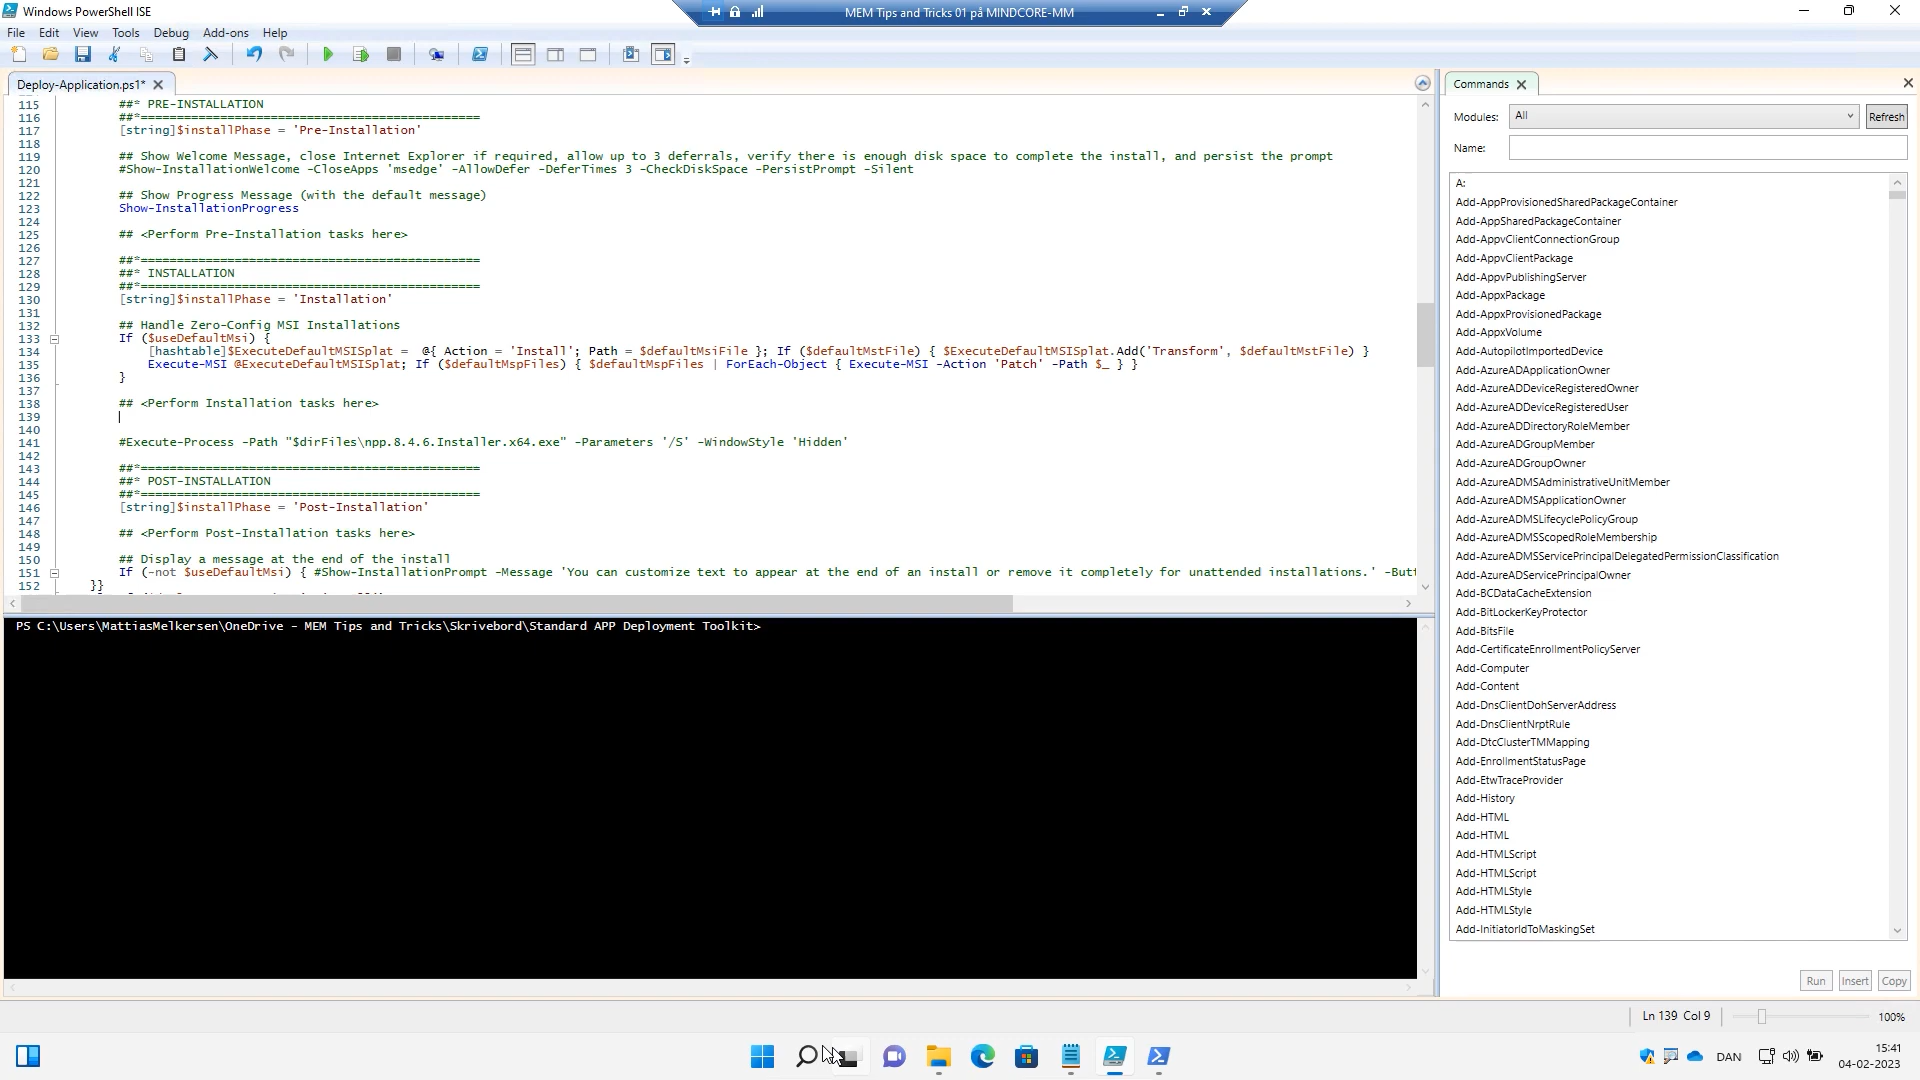 Windows PowerShell ISE
MEM Tips and Tricks 01 på MINDCORE-MM
File Edit View Tools Debug Add-ons Help
Deploy-Application.ps1*
115 ##* PRE-INSTALLATION
116 ##*===============================================
117 [string]$installPhase = 'Pre-Installation'
118
119 ## Show Welcome Message, close Internet Explorer if required, allow up to 3 deferrals, verify there is enough disk space to complete the install, and persist the prompt
120 #Show-InstallationWelcome -CloseApps 'msedge' -AllowDefer -DeferTimes 3 -CheckDiskSpace -PersistPrompt -Silent
121
122 ## Show Progress Message (with the default message)
123 Show-InstallationProgress
124
125 ## <Perform Pre-Installation tasks here>
126
127 ##*===============================================
128 ##* INSTALLATION
129 ##*===============================================
130 [string]$installPhase = 'Installation'
131
132 ## Handle Zero-Config MSI Installations
133 If ($useDefaultMsi) {
134 [hashtable]$ExecuteDefaultMSISplat = @{ Action = 'Install'; Path = $defaultMsiFile }; If ($defaultMstFile) { $ExecuteDefaultMSISplat.Add('Transform', $defaultMstFile) }
135 Execute-MSI @ExecuteDefaultMSISplat; If ($defaultMspFiles) { $defaultMspFiles | ForEach-Object { Execute-MSI -Action 'Patch' -Path $_ } }
136 }
137
138 ## <Perform Installation tasks here>
139
140
141 #Execute-Process -Path "$dirFiles\npp.8.4.6.Installer.x64.exe" -Parameters '/S' -WindowStyle 'Hidden'
142
143 ##*===============================================
144 ##* POST-INSTALLATION
145 ##*===============================================
146 [string]$installPhase = 'Post-Installation'
147
148 ## <Perform Post-Installation tasks here>
149
150 ## Display a message at the end of the install
151 If (-not $useDefaultMsi) { #Show-InstallationPrompt -Message 'You can customize text to appear at the end of an install or remove it completely for unattended installations.' -Butt
152 }}
PS C:\Users\MattiasMelkersen\OneDrive - MEM Tips and Tricks\Skrivebord\Standard APP Deployment Toolkit>
Commands
Modules: All Refresh
Name:
A:
Add-AppProvisionedSharedPackageContainer
Add-AppSharedPackageContainer
Add-AppvClientConnectionGroup
Add-AppvClientPackage
Add-AppvPublishingServer
Add-AppxPackage
Add-AppxProvisionedPackage
Add-AppxVolume
Add-AutopilotImportedDevice
Add-AzureADApplicationOwner
Add-AzureADDeviceRegisteredOwner
Add-AzureADDeviceRegisteredUser
Add-AzureADDirectoryRoleMember
Add-AzureADGroupMember
Add-AzureADGroupOwner
Add-AzureADMSAdministrativeUnitMember
Add-AzureADMSApplicationOwner
Add-AzureADMSLifecyclePolicyGroup
Add-AzureADMSScopedRoleMembership
Add-AzureADMSServicePrincipalDelegatedPermissionClassification
Add-AzureADServicePrincipalOwner
Add-BCDataCacheExtension
Add-BitLockerKeyProtector
Add-BitsFile
Add-CertificateEnrollmentPolicyServer
Add-Computer
Add-Content
Add-DnsClientDohServerAddress
Add-DnsClientNrptRule
Add-DtcClusterTMMapping
Add-EnrollmentStatusPage
Add-EtwTraceProvider
Add-History
Add-HTML
Add-HTML
Add-HTMLScript
Add-HTMLScript
Add-HTMLStyle
Add-HTMLStyle
Add-InitiatorIdToMaskingSet
Run Insert Copy
Ln 139 Col 9
100%
DAN
15:41
04-02-2023